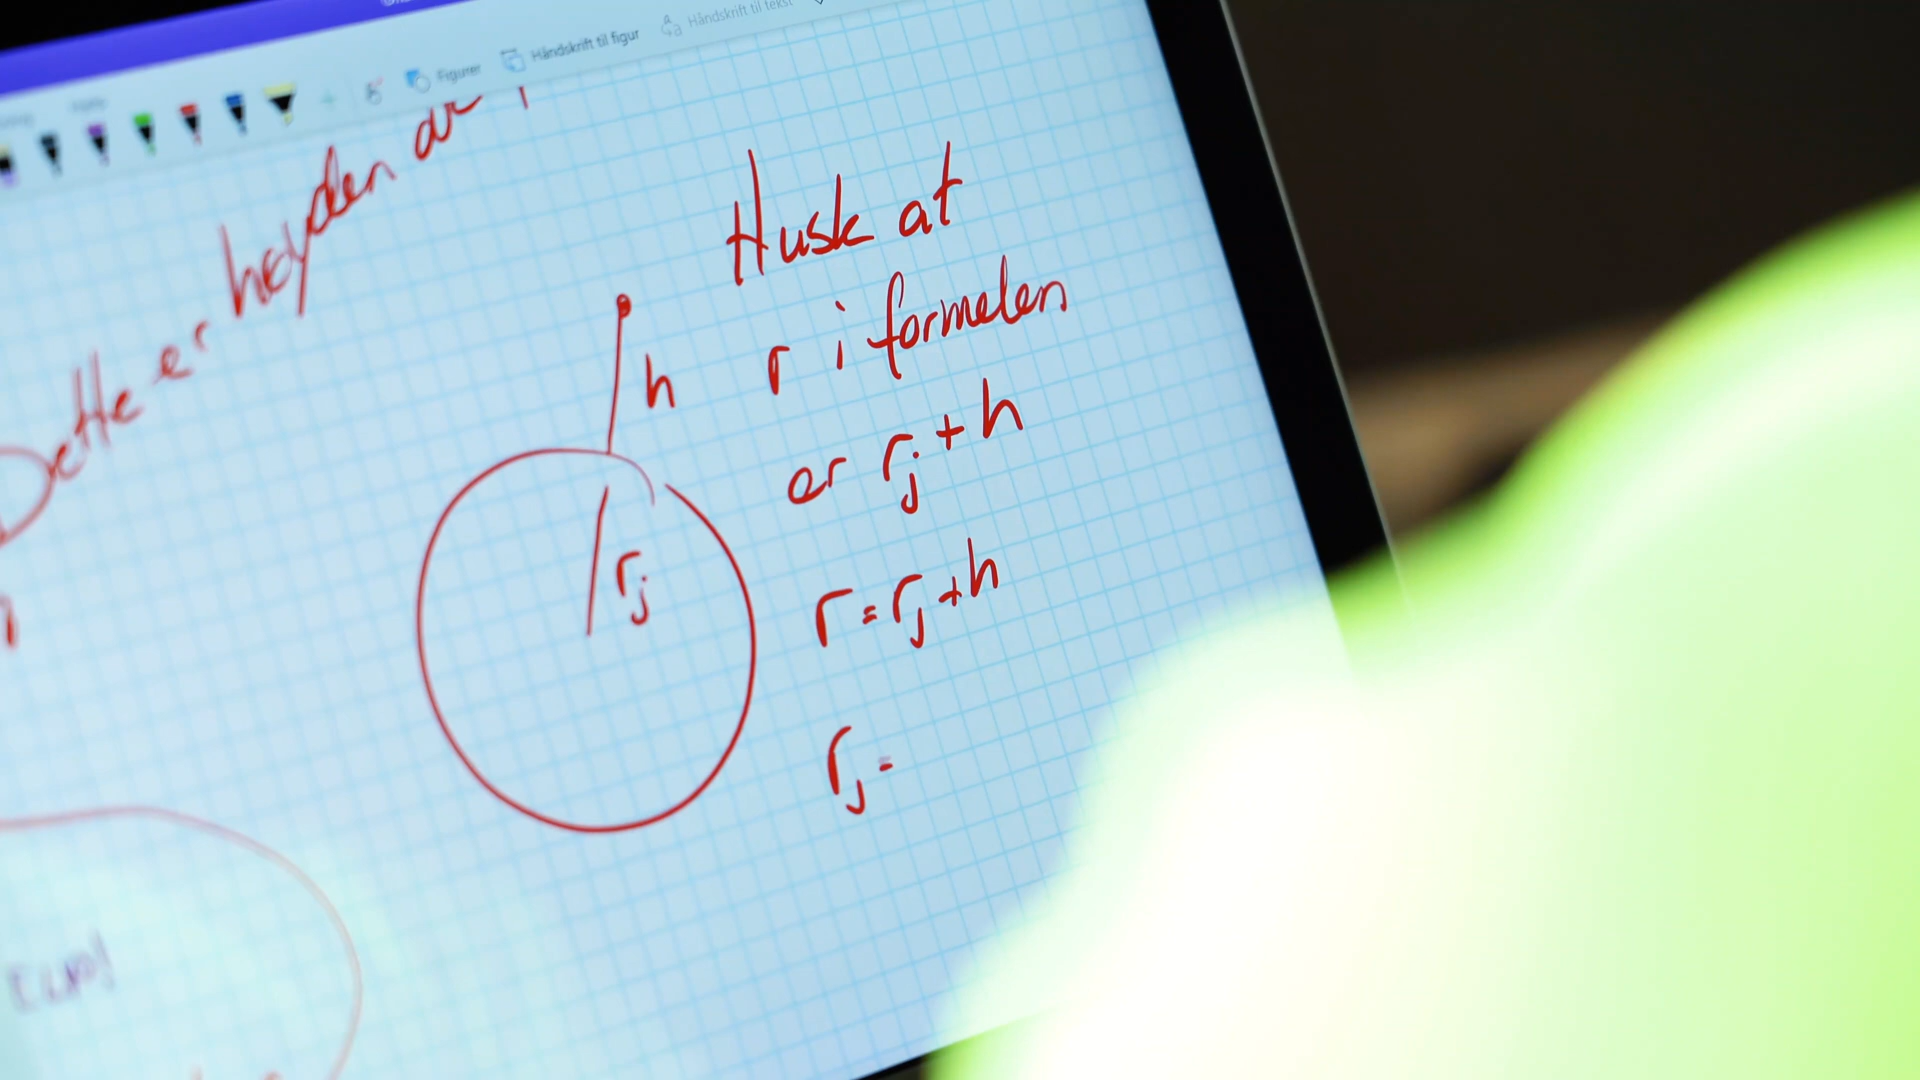 Figurer
Håndskrift til figur
Håndskrift til tekst
Dette er høyden av
Husk at
r i formelen
er rj + h
r = rj + h
rj =
h
rj